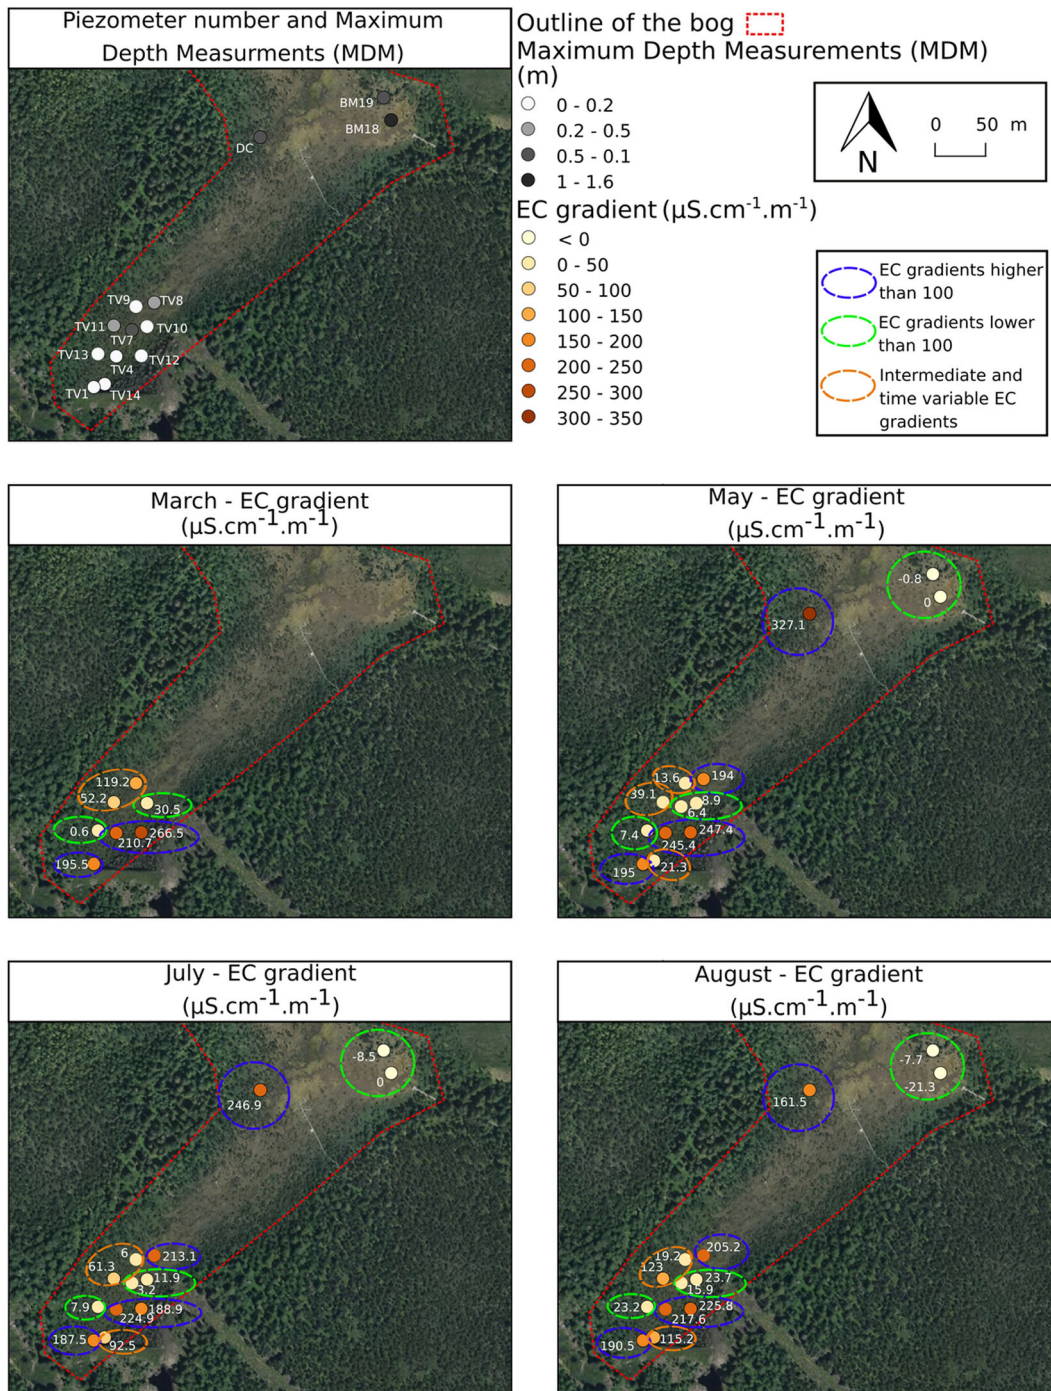 Piezometer number and Maximum
Depth Measurments (MDM)
BM19
BM18
DC
TV9
TV8
TV11
TV10
TV7
TV13
TV4
TV12
TV1
TV14
Outline of the bog
Maximum Depth Measurements (MDM)
(m)
0 - 0.2
0.2 - 0.5
0.5 - 0.1
1 - 1.6
EC gradient (µS.cm⁻¹.m⁻¹)
< 0
0 - 50
50 - 100
100 - 150
150 - 200
200 - 250
250 - 300
300 - 350
N
0 50 m
EC gradients higher
than 100
EC gradients lower
than 100
Intermediate and
time variable EC
gradients
March - EC gradient
(µS.cm⁻¹.m⁻¹)
119.2
52.2
30.5
0.6
266.5
210.7
195.5
May - EC gradient
(µS.cm⁻¹.m⁻¹)
-0.8
0
327.1
13.6
194
39.1
8.9
6.4
7.4
247.4
245.4
195
21.3
July - EC gradient
(µS.cm⁻¹.m⁻¹)
-8.5
0
246.9
6
213.1
61.3
11.9
3.2
7.9
188.9
224.9
187.5
92.5
August - EC gradient
(µS.cm⁻¹.m⁻¹)
-7.7
-21.3
161.5
19.2
205.2
123
23.7
15.9
23.2
225.8
217.6
190.5
115.2